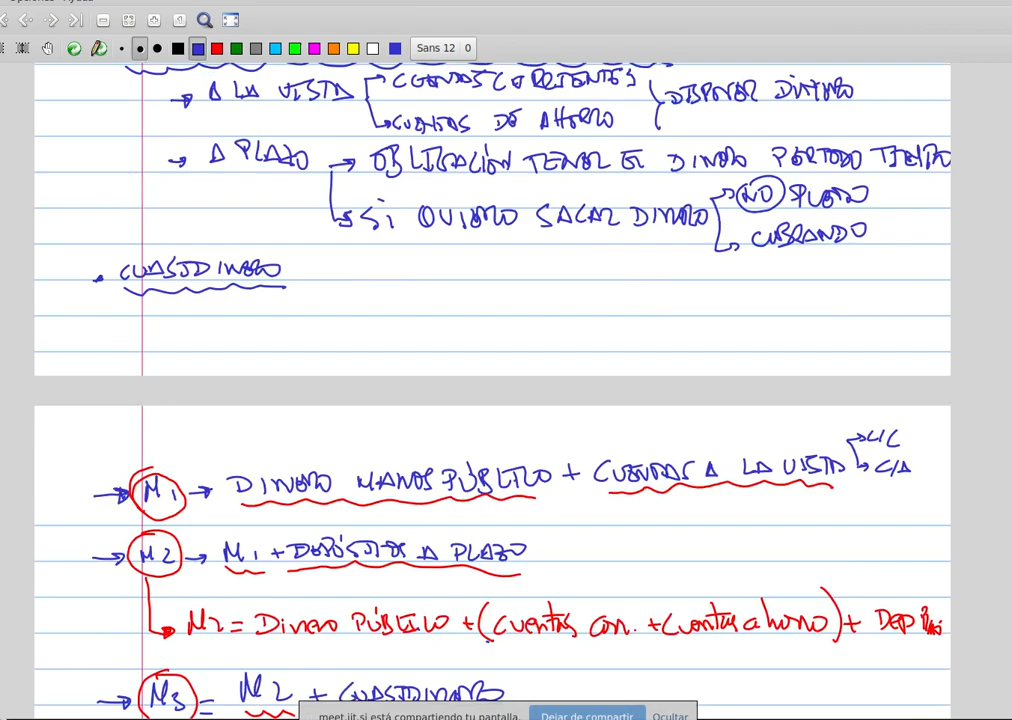 Sans 12 0
→ A LA VISTA → CUENTAS CORRIENTES
→ CUENTAS DE AHORRO
DISPONER DINERO
→ A PLAZO → OBLIGACIÓN TENER EL DINERO POR TODO TIEMPO
→ Si QUIERO SACAR DINERO → NO PUEDO
→ COBRANDO
• CUASIDINERO
→ M1 → DINERO MANOS PÚBLICO + CUENTAS A LA VISTA → C/C
→ C/A
→ M2 → M1 + DEPÓSITOS A PLAZO
→ M2 = Dinero PÚBLICO + (Cuentas corr. + Cuentas ahorro) +
→ M3 = M2 + CUASIDINERO
meet.jit.si está compartiendo tu pantalla. Dejar de compartir Ocultar